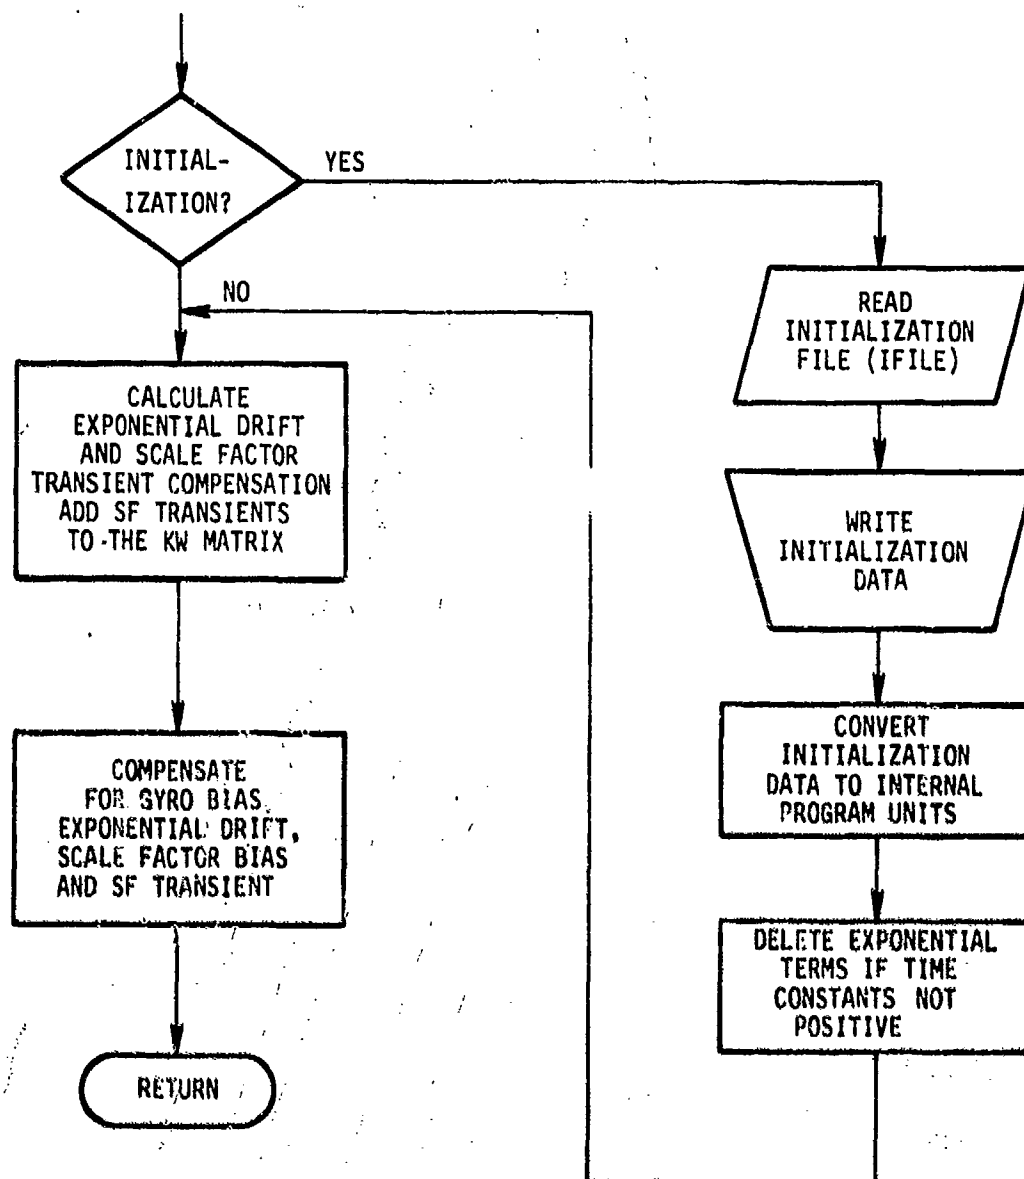 INITIAL-
IZATION?
YES
NO
CALCULATE
EXPONENTIAL DRIFT
AND SCALE FACTOR
TRANSIENT COMPENSATION
ADD SF TRANSIENTS
TO THE KW MATRIX
COMPENSATE
FOR GYRO BIAS,
EXPONENTIAL DRIFT,
SCALE FACTOR BIAS
AND SF TRANSIENT
RETURN
READ
INITIALIZATION
FILE (IFILE)
WRITE
INITIALIZATION
DATA
CONVERT
INITIALIZATION
DATA TO INTERNAL
PROGRAM UNITS
DELETE EXPONENTIAL
TERMS IF TIME
CONSTANTS NOT
POSITIVE